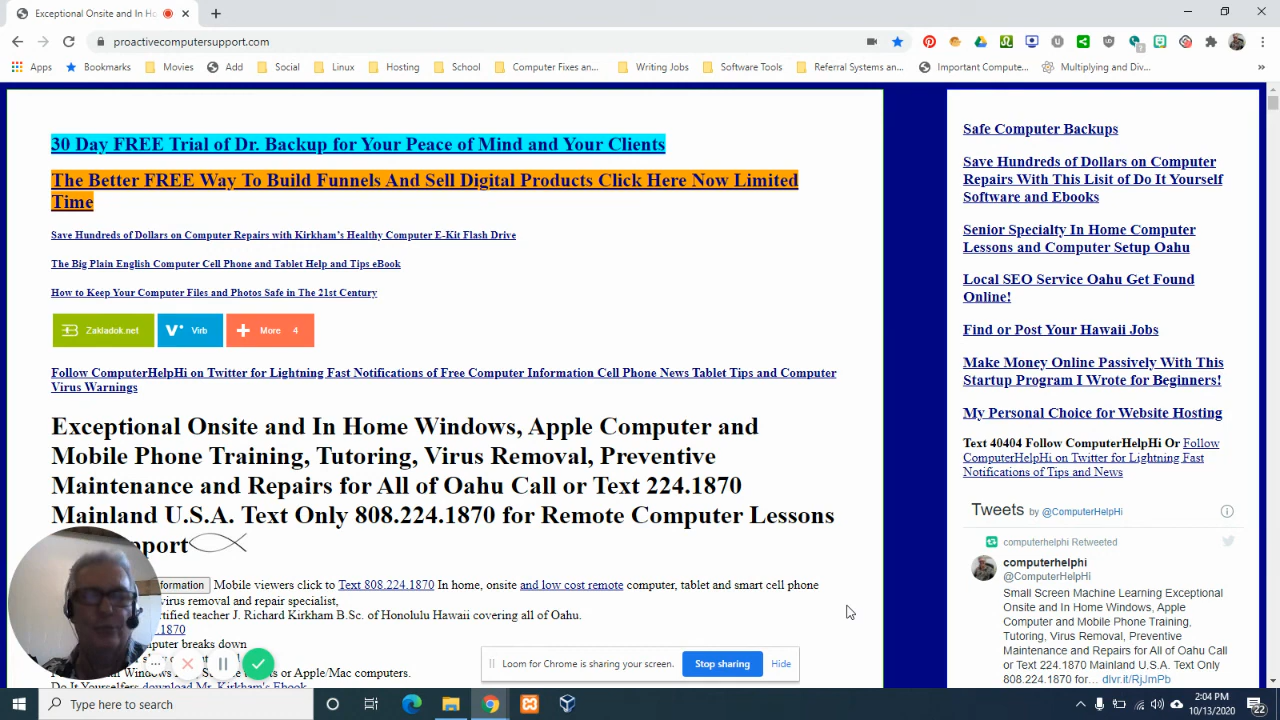 Exceptional Onsite and In H
proactivecomputersupport.com
Apps
Bookmarks
Movies
Add
Social
Linux
Hosting
School
Computer Fixes an...
Writing Jobs
Software Tools
Referral Systems an...
Important Compute...
Multiplying and Div...
»
30 Day FREE Trial of Dr. Backup for Your Peace of Mind and Your Clients
The Better FREE Way To Build Funnels And Sell Digital Products Click Here Now Limited
Time
Save Hundreds of Dollars on Computer Repairs with Kirkham's Healthy Computer E-Kit Flash Drive
The Big Plain English Computer Cell Phone and Tablet Help and Tips eBook
How to Keep Your Computer Files and Photos Safe in The 21st Century
Zakladok.net
Virb
More 4
Follow ComputerHelpHi on Twitter for Lightning Fast Notifications of Free Computer Information Cell Phone News Tablet Tips and Computer
Virus Warnings
Exceptional Onsite and In Home Windows, Apple Computer and
Mobile Phone Training, Tutoring, Virus Removal, Preventive
Maintenance and Repairs for All of Oahu Call or Text 224.1870
Mainland U.S.A. Text Only 808.224.1870 for Remote Computer Lessons
pport
formation Mobile viewers click to Text 808.224.1870 In home, onsite and low cost remote computer, tablet and smart cell phone
virus removal and repair specialist,
rtified teacher J. Richard Kirkham B.Sc. of Honolulu Hawaii covering all of Oahu.
.1870
puter breaks down
Windows
ts or Apple/Mac computers.
Do It Yourselfers download Mr. Kirkham's Ebook
Safe Computer Backups
Save Hundreds of Dollars on Computer
Repairs With This Lisit of Do It Yourself
Software and Ebooks
Senior Specialty In Home Computer
Lessons and Computer Setup Oahu
Local SEO Service Oahu Get Found
Online!
Find or Post Your Hawaii Jobs
Make Money Online Passively With This
Startup Program I Wrote for Beginners!
My Personal Choice for Website Hosting
Text 40404 Follow ComputerHelpHi Or Follow
ComputerHelpHi on Twitter for Lightning Fast
Notifications of Tips and News
Tweets by @ComputerHelpHi
computerhelphi Retweeted
computerhelphi
@ComputerHelpHi
Small Screen Machine Learning Exceptional
Onsite and In Home Windows, Apple
Computer and Mobile Phone Training,
Tutoring, Virus Removal, Preventive
Maintenance and Repairs for All of Oahu Call
or Text 224.1870 Mainland U.S.A. Text Only
808.224.1870 for... dlvr.it/RjJmPb
Loom for Chrome is sharing your screen.
Stop sharing
Hide
Type here to search
2:04 PM
10/13/2020
22